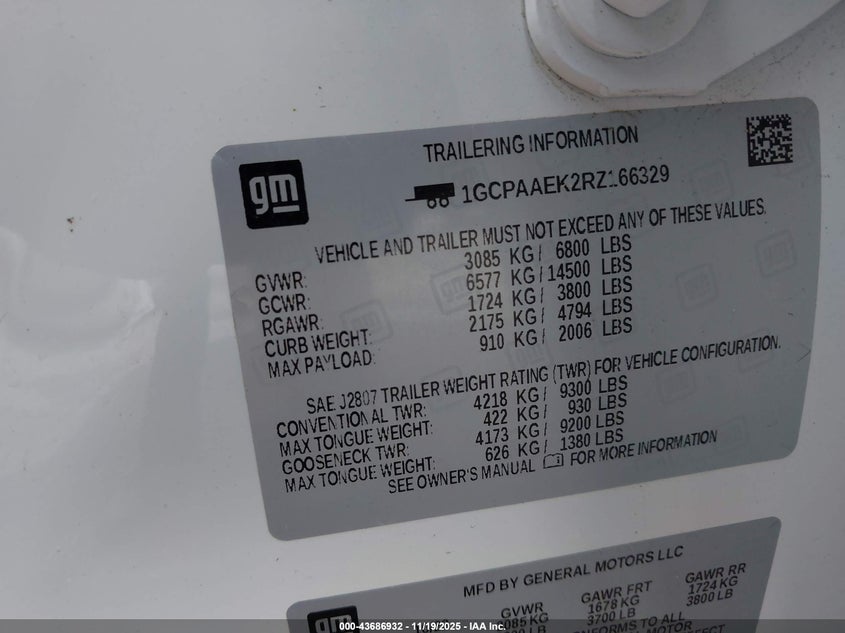 TRAILERING INFORMATION
gm
1GCPAAEK2RZ166329
VEHICLE AND TRAILER MUST NOT EXCEED ANY OF THESE VALUES.
GVWR: 3085 KG/ 6800 LBS
GCWR: 6577 KG/14500 LBS
RGAWR: 1724 KG/ 3800 LBS
CURB WEIGHT: 2175 KG/ 4794 LBS
MAX PAYLOAD: 910 KG/ 2006 LBS
SAE J2807 TRAILER WEIGHT RATING (TWR) FOR VEHICLE CONFIGURATION.
CONVENTIONAL TWR: 4218 KG/ 9300 LBS
MAX TONGUE WEIGHT: 422 KG/ 930 LBS
GOOSENECK TWR: 4173 KG/ 9200 LBS
MAX TONGUE WEIGHT: 626 KG/ 1380 LBS
SEE OWNER'S MANUAL FOR MORE INFORMATION
MFD BY GENERAL MOTORS LLC
gm
GVWR GAWR FRT GAWR RR
1678 KG 1724 KG
3700 LB 3800 LB
TO ALL
000-43686932 - 11/19/2025 - IAA Inc.